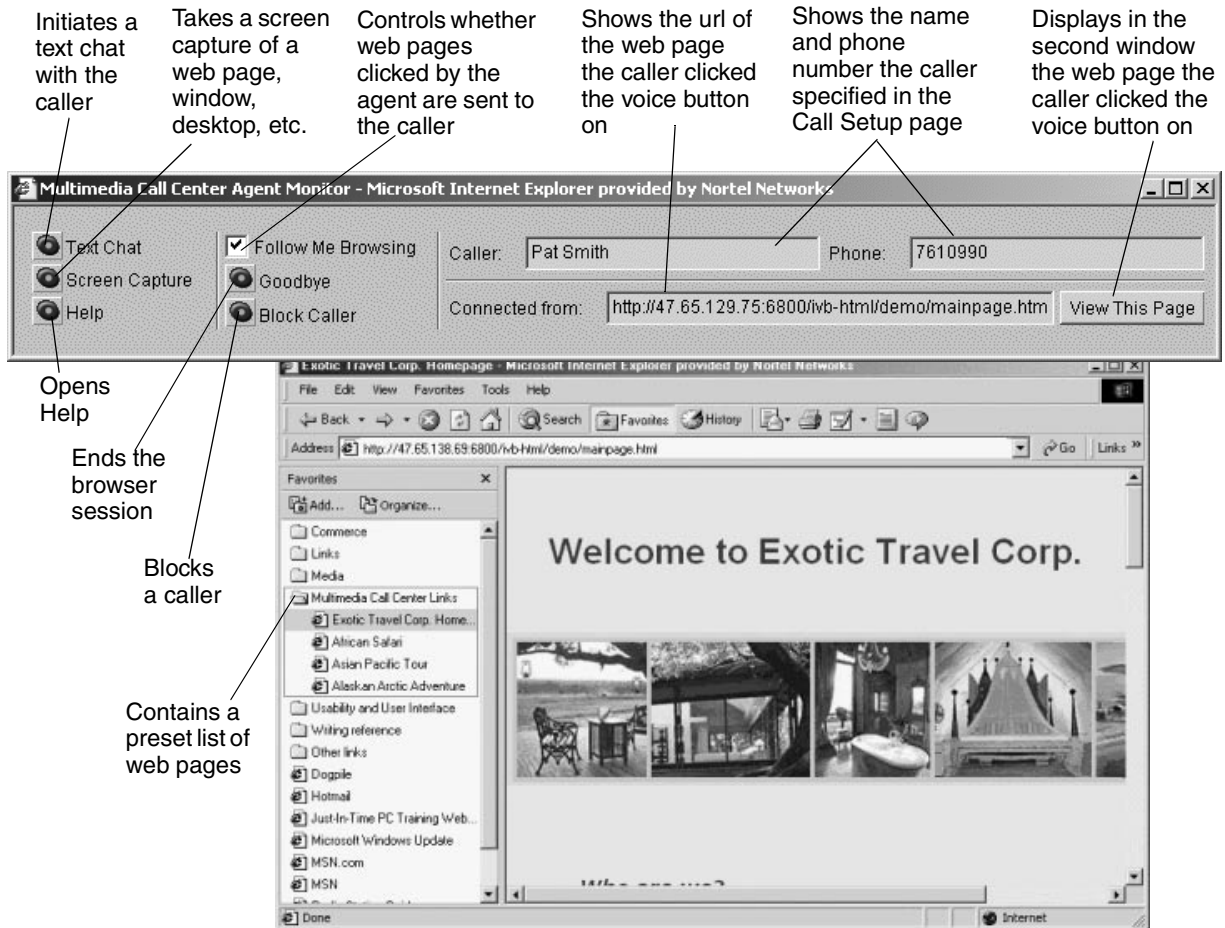 Initiates a
text chat
with the
caller
Takes a screen
capture of a
web page,
window,
desktop, etc.
Controls whether
web pages
clicked by the
agent are sent to
the caller
Shows the url of
the web page
the caller clicked
the voice button
on
Shows the name
and phone
number the caller
specified in the
Call Setup page
Displays in the
second window
the web page the
caller clicked the
voice button on
Multimedia Call Center Agent Monitor - Microsoft Internet Explorer provided by Nortel Networks
Text Chat
Screen Capture
Help
Follow Me Browsing
Goodbye
Block Caller
Caller: Pat Smith Phone: 7610990
Connected from: http://47.65.129.75:6800/ivb-html/demo/mainpage.htm View This Page
Opens
Help
Ends the
browser
session
Blocks
a caller
Contains a
preset list of
web pages
Exotic Travel Corp. Homepage - Microsoft Internet Explorer provided by Nortel Networks
File Edit View Favorites Tools Help
Back Search Favorites History
Address http://47.65.138.69:6800/ivb-html/demo/mainpage.html Go Links »
Favorites
Add... Organize...
Commerce
Links
Media
Multimedia Call Center Links
Exotic Travel Corp. Home...
African Safari
Asian Pacific Tour
Alaskan Arctic Adventure
Usability and User Interface
Writing reference
Other links
Dogpile
Hotmail
Just-In-Time PC Training Web...
Microsoft Windows Update
MSN.com
MSN
Welcome to Exotic Travel Corp.
Who are we?
Done Internet